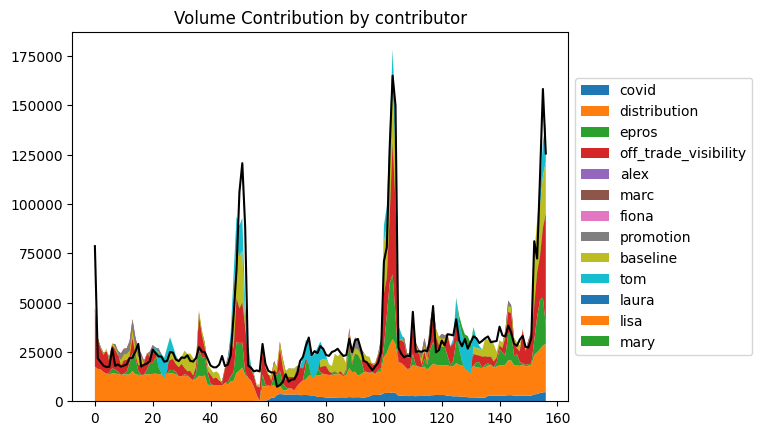 Volume Contribution by contributor
175000
150000
125000
100000
75000
50000
25000
0
0
20
40
60
80
100
120
140
160
covid
distribution
epros
off_trade_visibility
alex
marc
fiona
promotion
baseline
tom
laura
lisa
mary